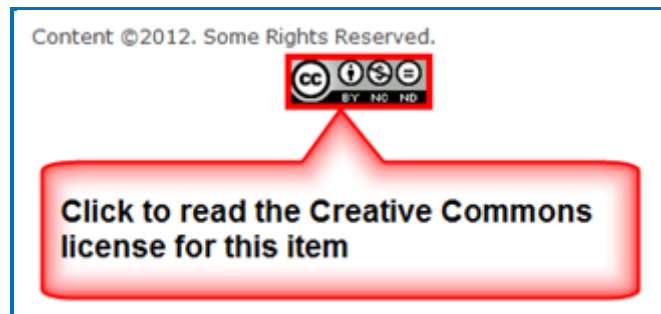 Content ©2012. Some Rights Reserved.
cc
BY NC ND
Click to read the Creative Commons
license for this item